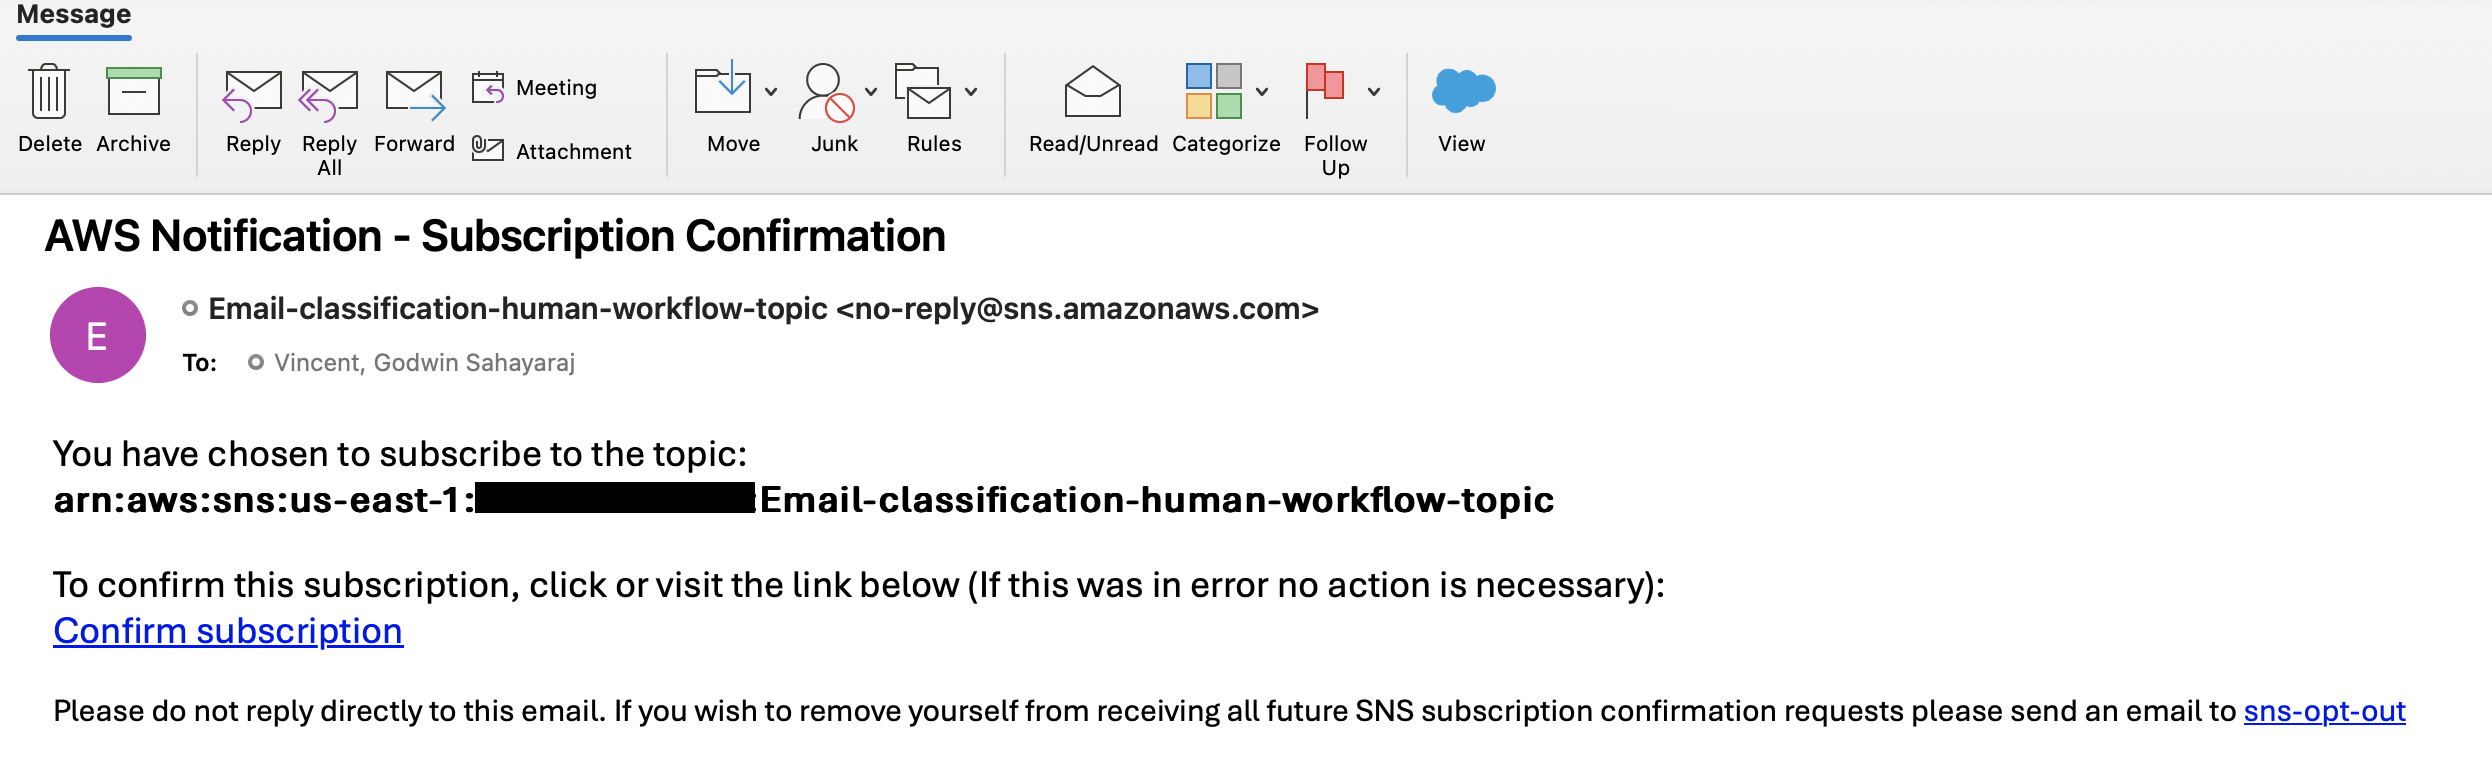 Message
Delete
Archive
Reply
Reply
All
Forward
Meeting
Attachment
Move
Junk
Rules
Read/Unread
Categorize
Follow
Up
View
AWS Notification - Subscription Confirmation
E
Email-classification-human-workflow-topic <no-reply@sns.amazonaws.com>
To: Vincent, Godwin Sahayaraj
You have chosen to subscribe to the topic:
arn:aws:sns:us-east-1: :Email-classification-human-workflow-topic
To confirm this subscription, click or visit the link below (If this was in error no action is necessary):
Confirm subscription
Please do not reply directly to this email. If you wish to remove yourself from receiving all future SNS subscription confirmation requests please send an email to sns-opt-out